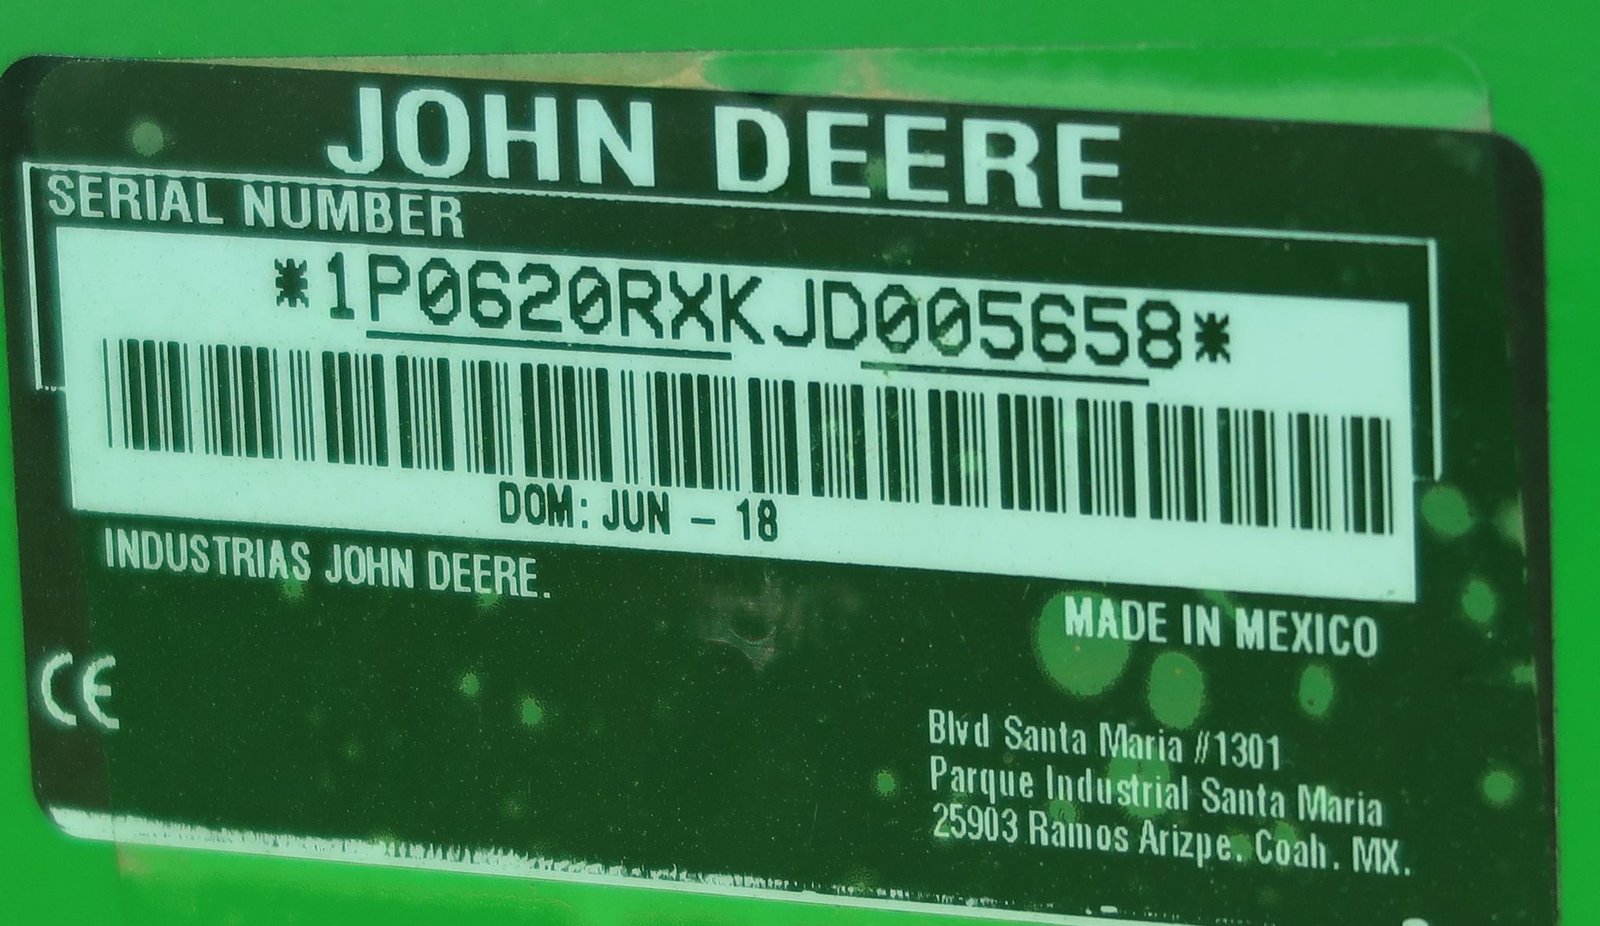 JOHN DEERE
SERIAL NUMBER
*1P0620RXKJD005658*
DOM: JUN - 18
INDUSTRIAS JOHN DEERE.
MADE IN MEXICO
CE
Blvd Santa Maria #1301
Parque Industrial Santa Maria
25903 Ramos Arizpe. Coah. MX.